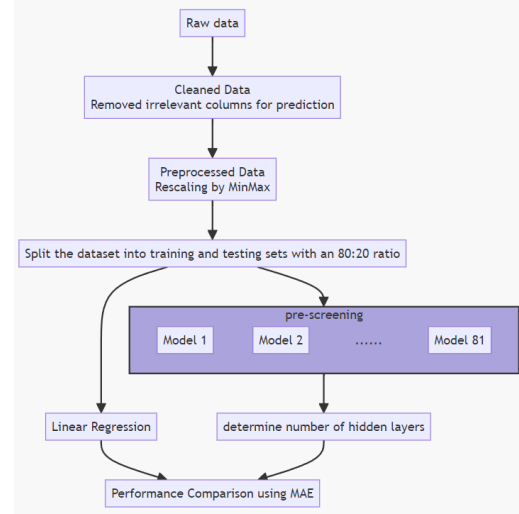 Raw data
Cleaned Data
Removed irrelevant columns for prediction
Preprocessed Data
Rescaling by MinMax
Split the dataset into training and testing sets with an 80:20 ratio
pre-screening
Model 1
Model 2
......
Model 81
Linear Regression
determine number of hidden layers
Performance Comparison using MAE